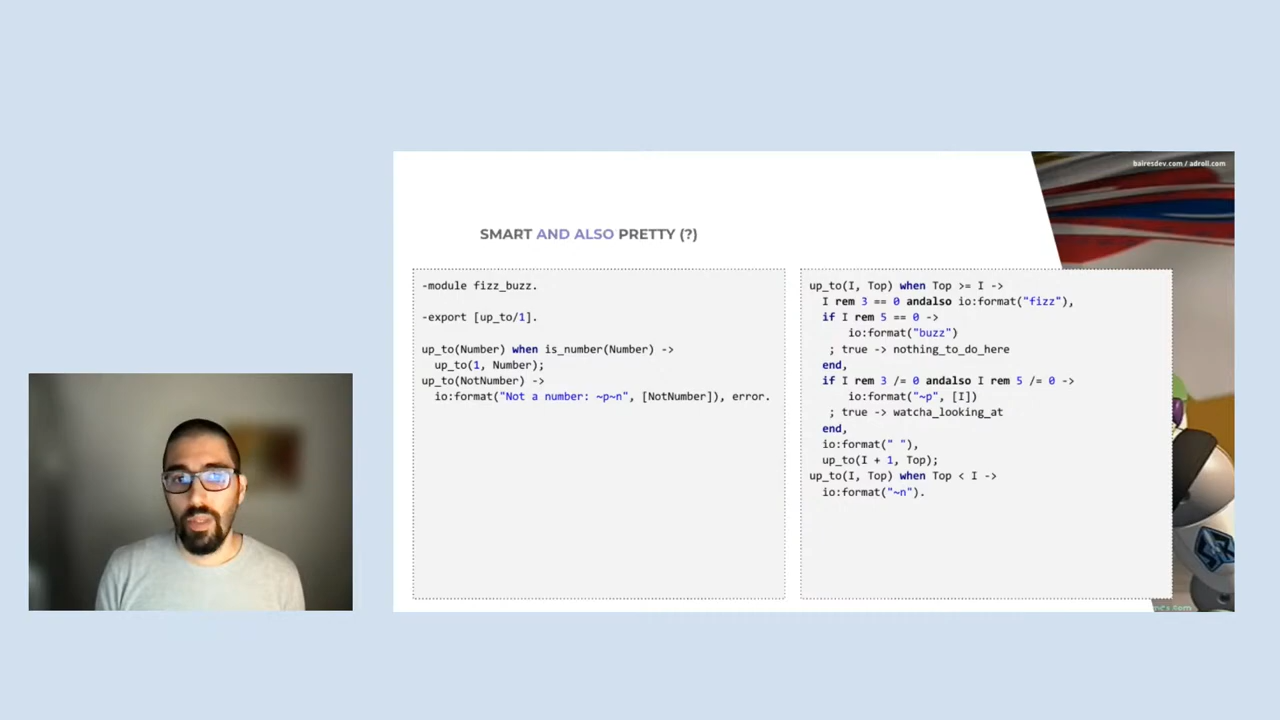 bairesdev.com / adroll.com
SMART AND ALSO PRETTY (?)
-module fizz_buzz.
-export [up_to/1].
up_to(Number) when is_number(Number) ->
up_to(1, Number);
up_to(NotNumber) ->
io:format("Not a number: ~p~n", [NotNumber]), error.
up_to(I, Top) when Top >= I ->
I rem 3 == 0 andalso io:format("fizz"),
if I rem 5 == 0 ->
io:format("buzz")
; true -> nothing_to_do_here
end,
if I rem 3 /= 0 andalso I rem 5 /= 0 ->
io:format("~p", [I])
; true -> watcha_looking_at
end,
io:format(" "),
up_to(I + 1, Top);
up_to(I, Top) when Top < I ->
io:format("~n").